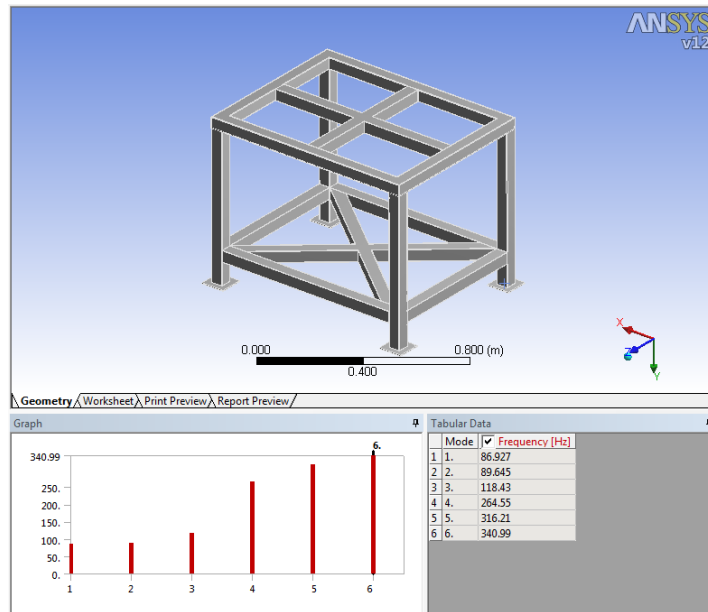 ANSYS
v12
X
Z
Y
0.000 0.800 (m)
0.400
Geometry Worksheet Print Preview Report Preview
Graph
Tabular Data
6.
340.99
250.
200.
150.
100.
50.
0.
1 2 3 4 5 6
Mode Frequency [Hz]
1 1. 86.927
2 2. 89.645
3 3. 118.43
4 4. 264.55
5 5. 316.21
6 6. 340.99